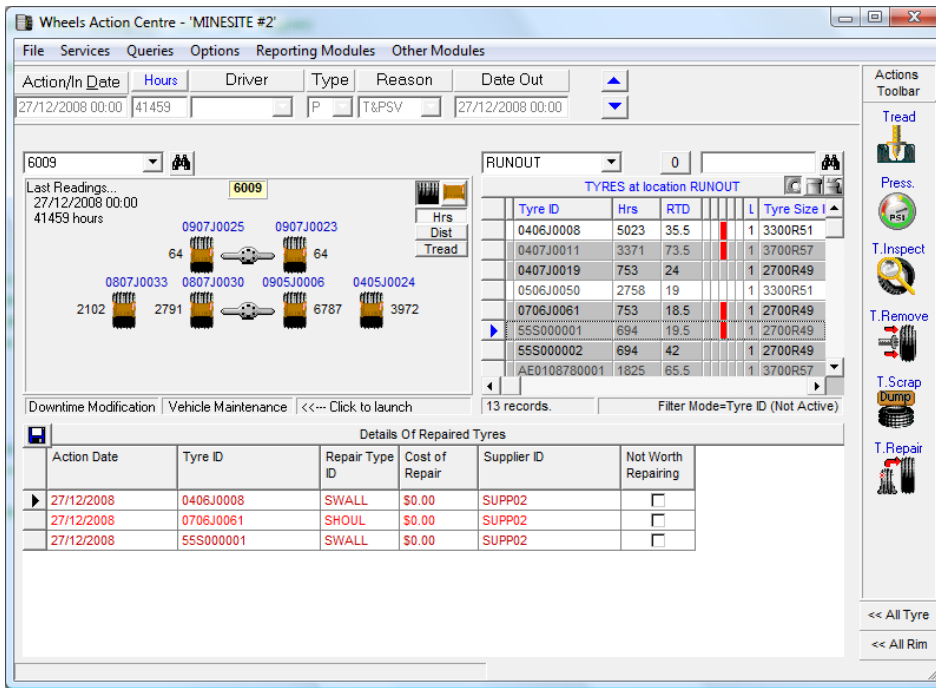 Wheels Action Centre - 'MINESITE #2'
File Services Queries Options Reporting Modules Other Modules
Action/In Date Hours Driver Type Reason Date Out
27/12/2008 00:00 41459 P T&PSV 27/12/2008 00:00
Actions
Toolbar
Tread
Press.
PSI
T.Inspect
T.Remove
T.Scrap
Dump
T.Repair
<< All Tyre
<< All Rim
6009
Last Readings...
27/12/2008 00:00
41459 hours
6009
Hrs
Dist
Tread
0907J0025 0907J0023
64 64
0807J0033 0807J0030 0905J0006 0405J0024
2102 2791 6787 3972
Downtime Modification Vehicle Maintenance <<--- Click to launch
RUNOUT 0
TYRES at location RUNOUT
Tyre ID Hrs RTD L Tyre Size I
0406J0008 5023 35.5 1 3300R51
0407J0011 3371 73.5 1 3700R57
0407J0019 753 24 1 2700R49
0506J0050 2758 19 1 3300R51
0706J0061 753 18.5 1 2700R49
55S000001 694 19.5 1 2700R49
55S000002 694 42 1 2700R49
AE0108780001 1825 65.5 1 3700R57
13 records. Filter Mode=Tyre ID (Not Active)
Details Of Repaired Tyres
Action Date Tyre ID Repair Type ID Cost of Repair Supplier ID Not Worth Repairing
27/12/2008 0406J0008 SWALL $0.00 SUPP02
27/12/2008 0706J0061 SHOUL $0.00 SUPP02
27/12/2008 55S000001 SWALL $0.00 SUPP02